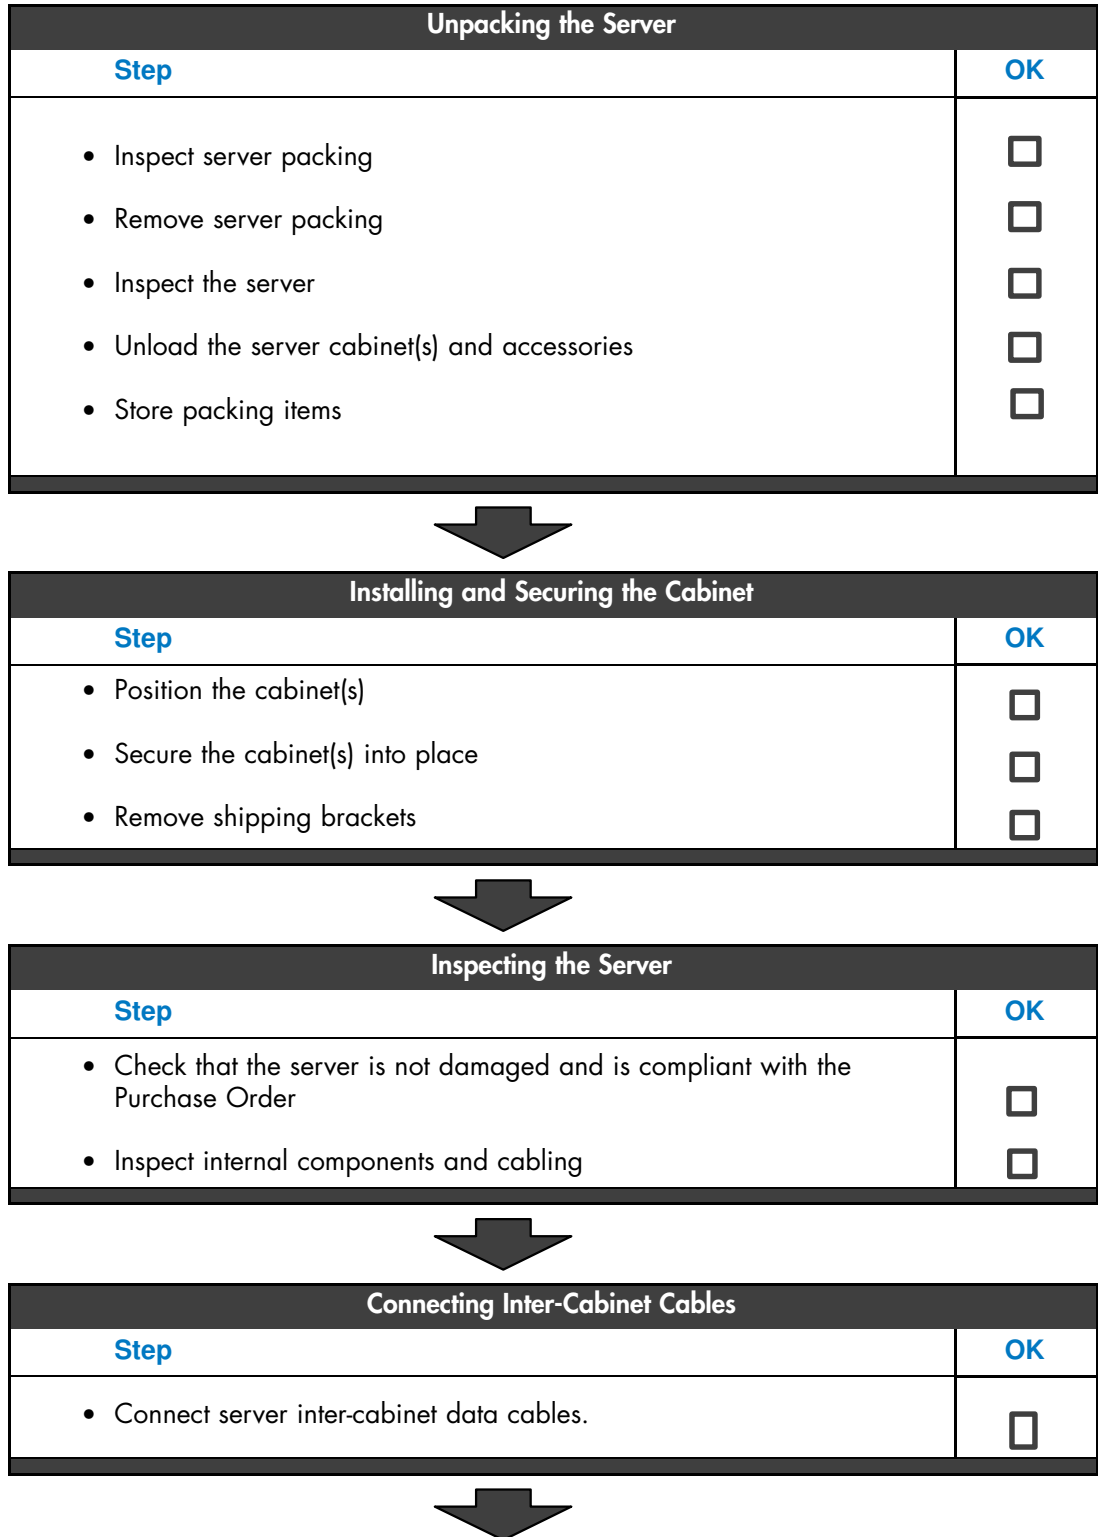 Unpacking the Server
Step OK
• Inspect server packing
• Remove server packing
• Inspect the server
• Unload the server cabinet(s) and accessories
• Store packing items
Installing and Securing the Cabinet
Step OK
• Position the cabinet(s)
• Secure the cabinet(s) into place
• Remove shipping brackets
Inspecting the Server
Step OK
• Check that the server is not damaged and is compliant with the
Purchase Order
• Inspect internal components and cabling
Connecting Inter-Cabinet Cables
Step OK
• Connect server inter-cabinet data cables.